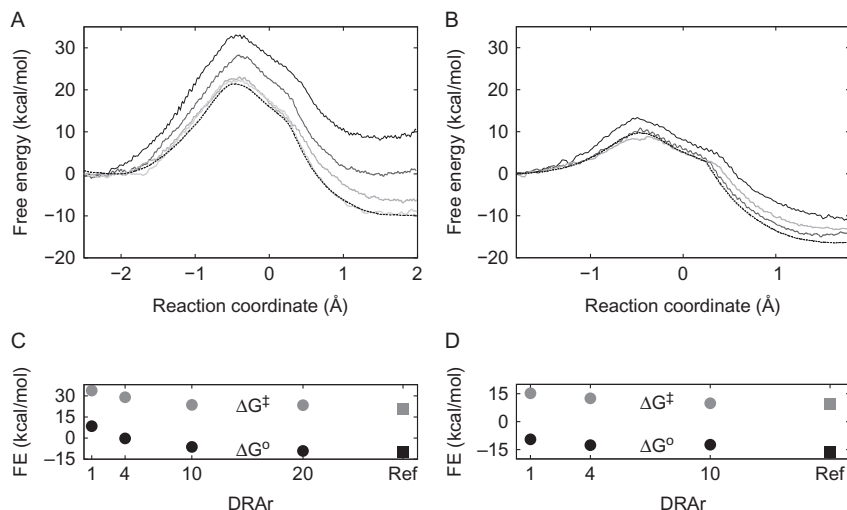 A
Free energy (kcal/mol)
30
20
10
0
−10
−20
−2
−1
0
1
2
Reaction coordinate (Å)
B
Free energy (kcal/mol)
30
20
10
0
−10
−20
−1
0
1
Reaction coordinate (Å)
C
FE (kcal/mol)
30
15
0
−15
ΔG‡
ΔGo
1
4
10
20
Ref
DRAr
D
FE (kcal/mol)
15
0
−15
ΔG‡
ΔGo
1
4
10
Ref
DRAr